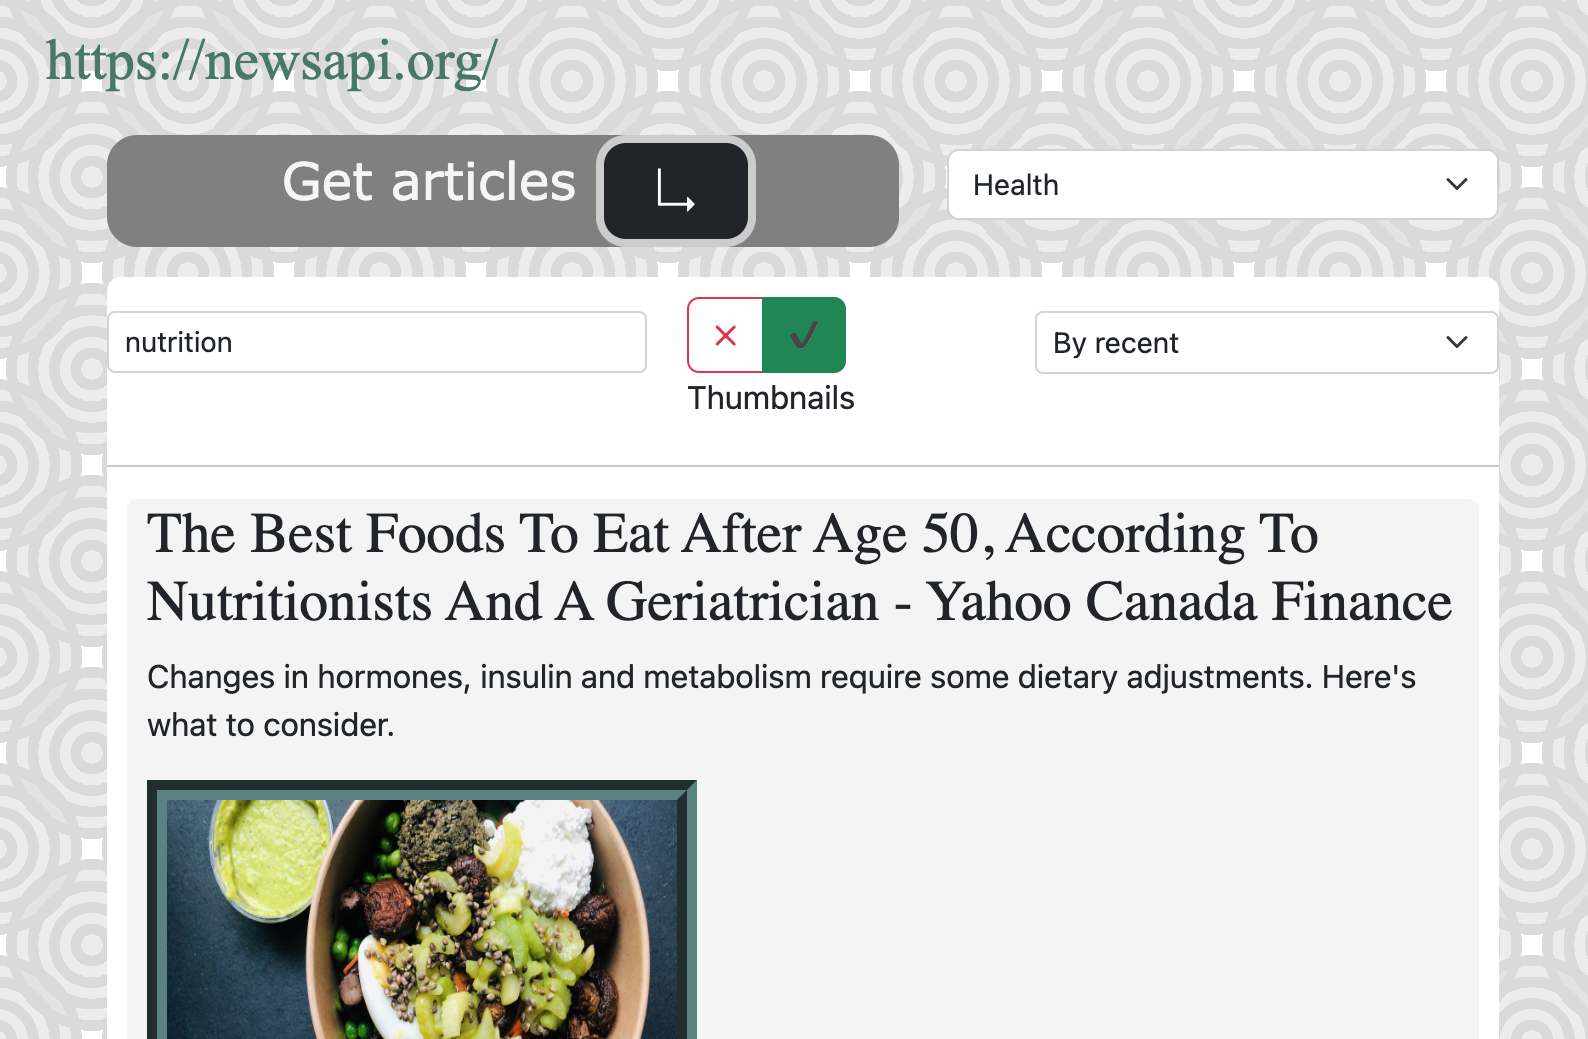 https://newsapi.org/
Get articles
Health
nutrition
By recent
Thumbnails
The Best Foods To Eat After Age 50, According To
Nutritionists And A Geriatrician - Yahoo Canada Finance
Changes in hormones, insulin and metabolism require some dietary adjustments. Here's
what to consider.